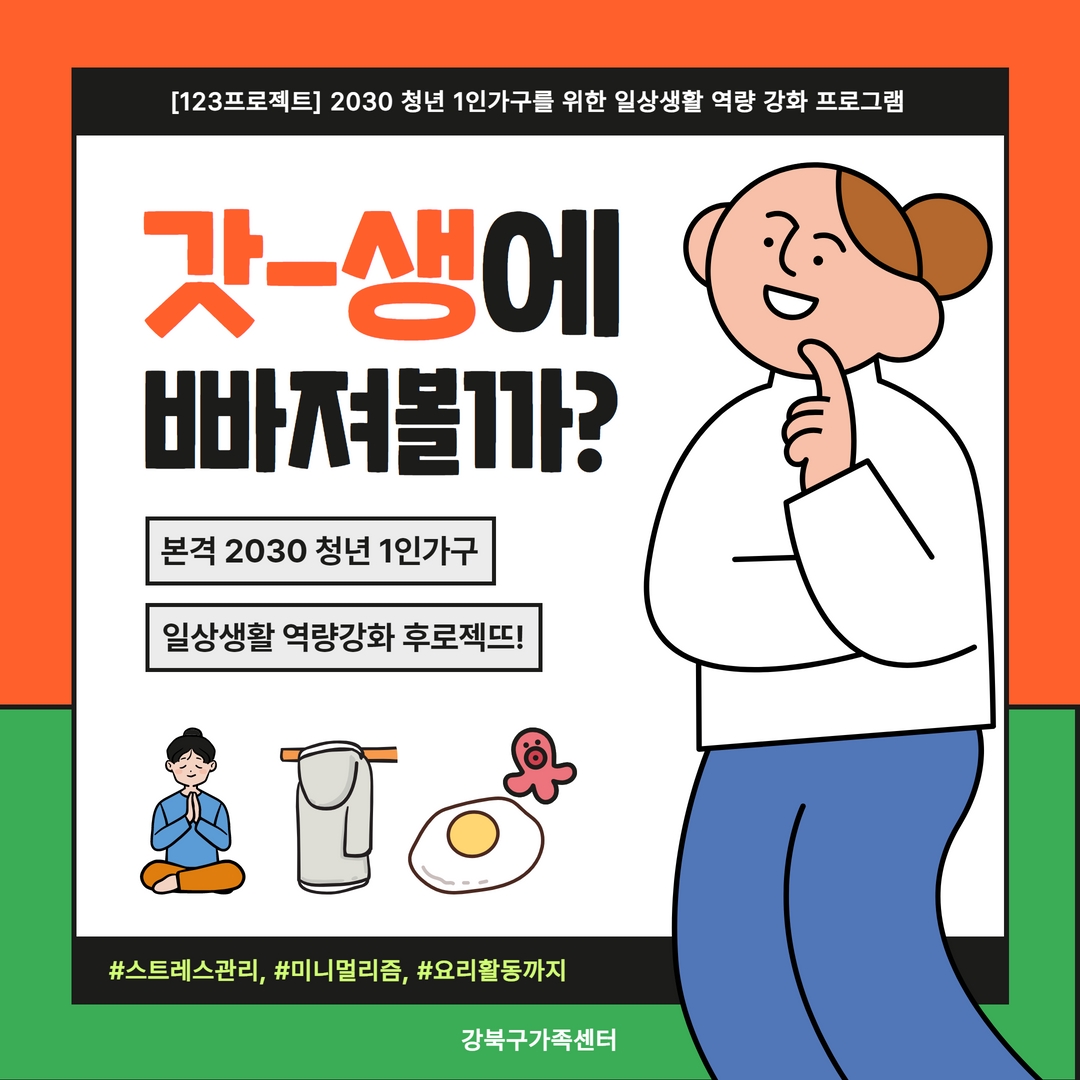 [123프로젝트] 2030 청년 1인가구를 위한 일상생활 역량 강화 프로그램
갓-생에
빠져볼까?
본격 2030 청년 1인가구
일상생활 역량강화 후로젝뜨!
#스트레스관리, #미니멀리즘, #요리활동까지
강북구가족센터